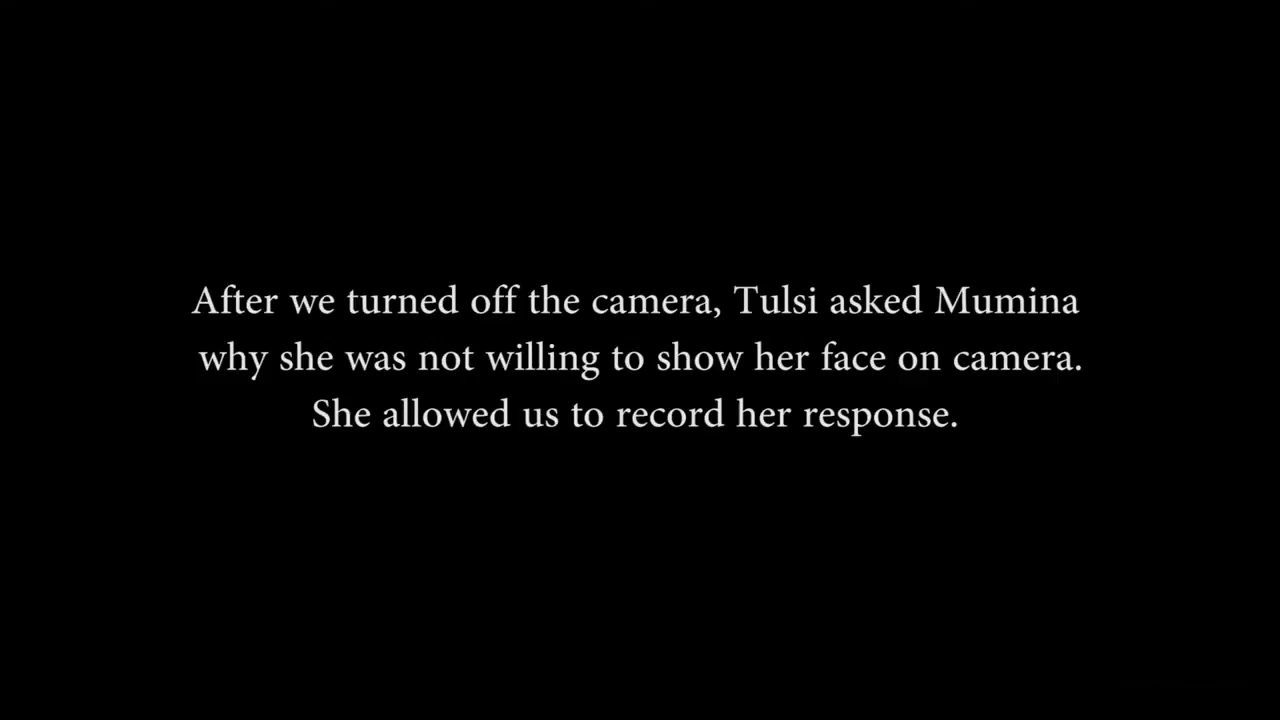 After we turned off the camera, Tulsi asked Mumina
why she was not willing to show her face on camera.
She allowed us to record her response.